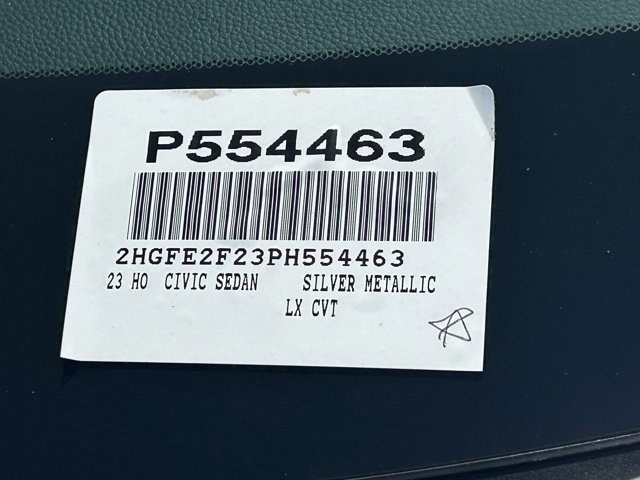 P554463
2HGFE2F23PH554463
23 HO CIVIC SEDAN SILVER METALLIC
LX CVT